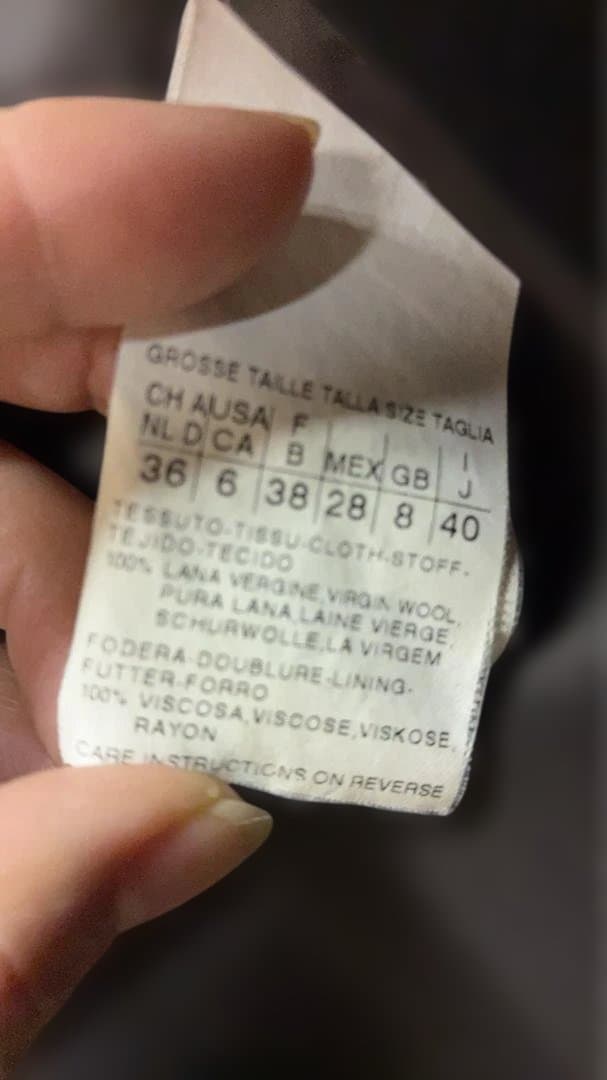 GROSSE TAILLE TALLA SIZE TAGLIA
CH A USA F I
NL D CA B MEX GB J
36 6 38 28 8 40
TESSUTO-TISSU-CLOTH-STOFF-
TEJIDO-TECIDO
100% LANA VERGINE,VIRGIN WOOL,
PURA LANA,LAINE VIERGE,
SCHURWOLLE,LA VIRGEM
FODERA-DOUBLURE-LINING-
FUTTER-FORRO
100% VISCOSA,VISCOSE,VISKOSE,
RAYON
CARE INSTRUCTIONS ON REVERSE